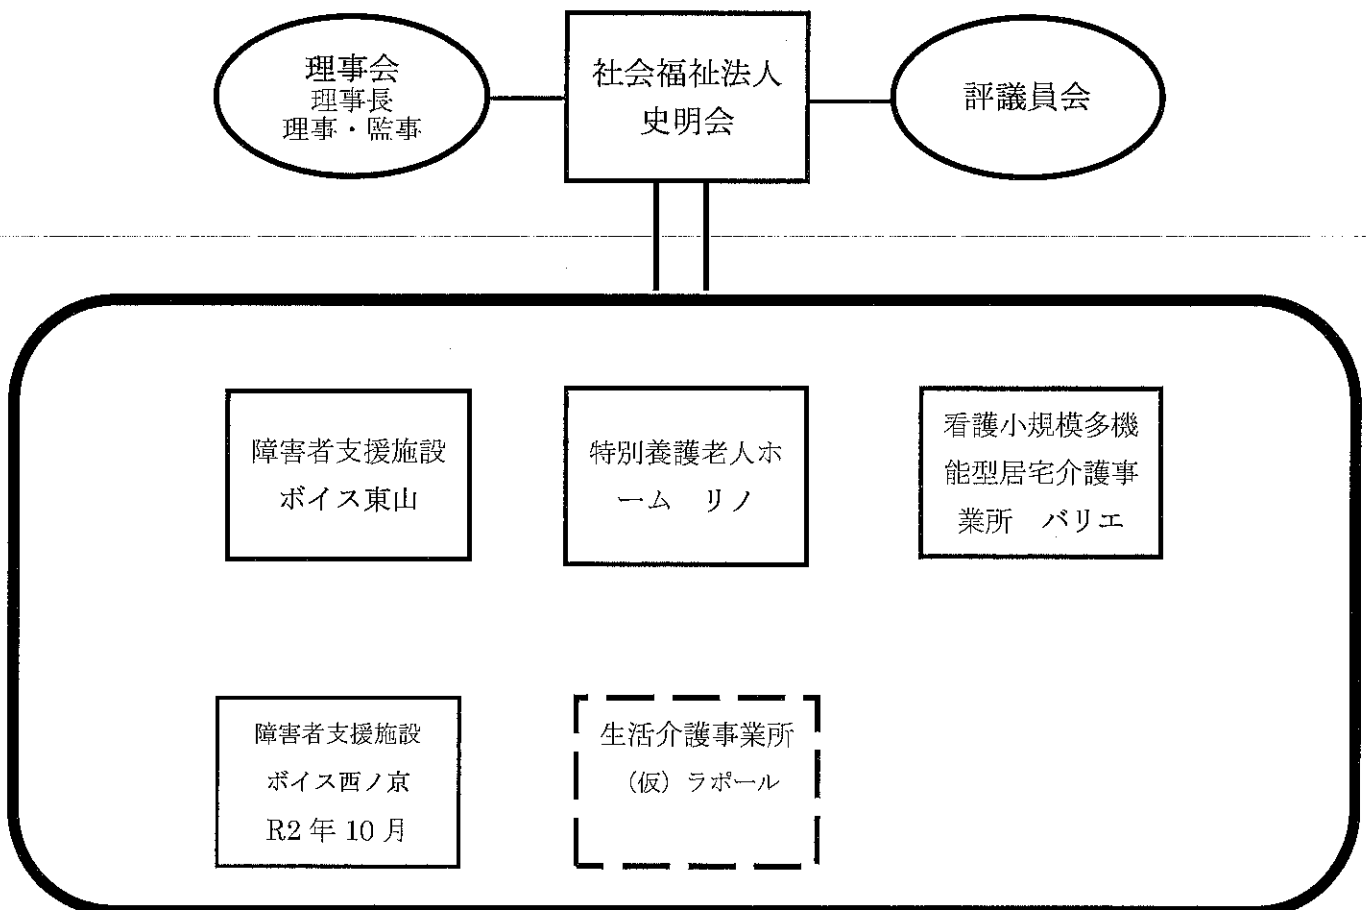 理事会
理事長
理事・監事
社会福祉法人
史明会
評議員会
障害者支援施設
ボイス東山
特別養護老人ホ
ーム　リノ
看護小規模多機
能型居宅介護事
業所　バリエ
障害者支援施設
ボイス西ノ京
R2年10月
生活介護事業所
（仮）ラポール